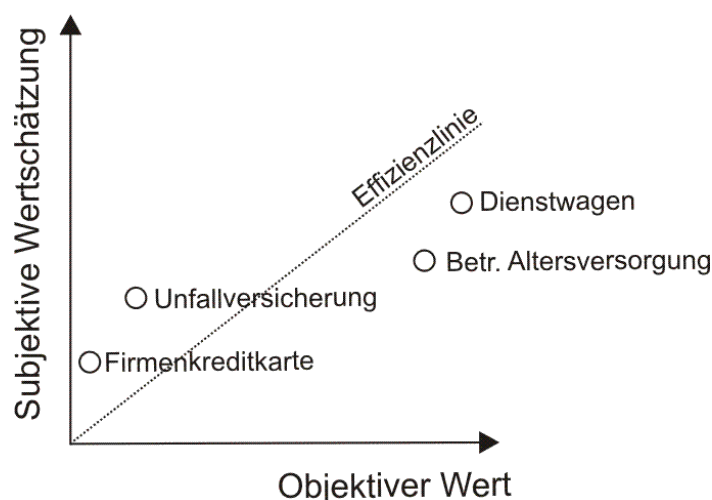 Subjektive Wertschätzung
Effizienzlinie
Dienstwagen
Betr. Altersversorgung
Unfallversicherung
Firmenkreditkarte
Objektiver Wert